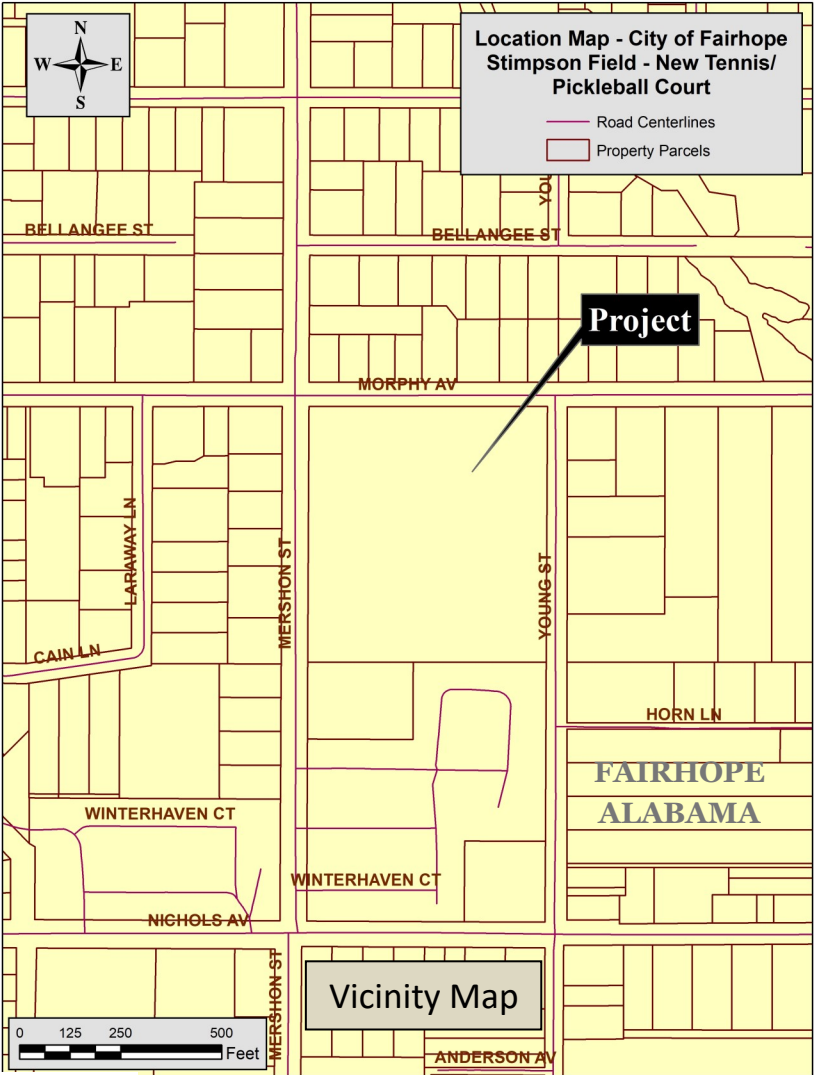 N
W E
S
Location Map - City of Fairhope
Stimpson Field - New Tennis/
Pickleball Court
Road Centerlines
Property Parcels
YOU
BELLANGEE ST
BELLANGEE ST
Project
MORPHY AV
LARAWAY LN
MERSHON ST
YOUNG ST
CAIN LN
HORN LN
FAIRHOPE
ALABAMA
WINTERHAVEN CT
WINTERHAVEN CT
NICHOLS AV
MERSHON ST
Vicinity Map
0 125 250 500
Feet
ANDERSON AV